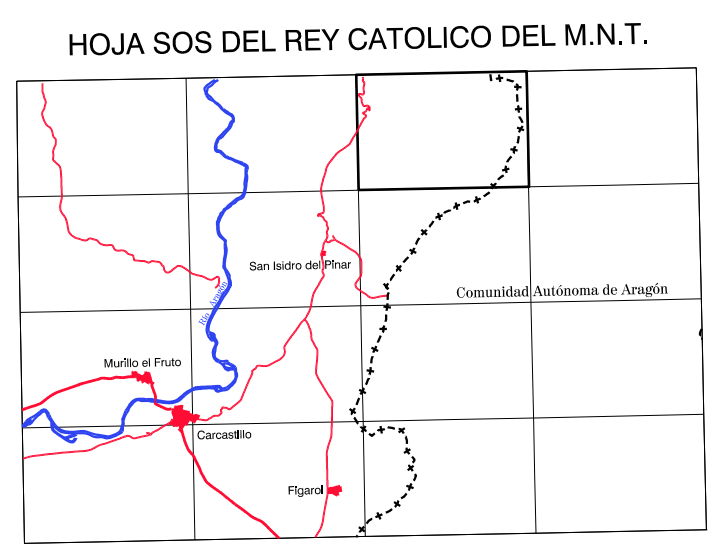 HOJA SOS DEL REY CATOLICO DEL M.N.T.
San Isidro del Pinar
Comunidad Autónoma de Aragón
Río Aragón
Murillo el Fruto
Carcastillo
Figarol